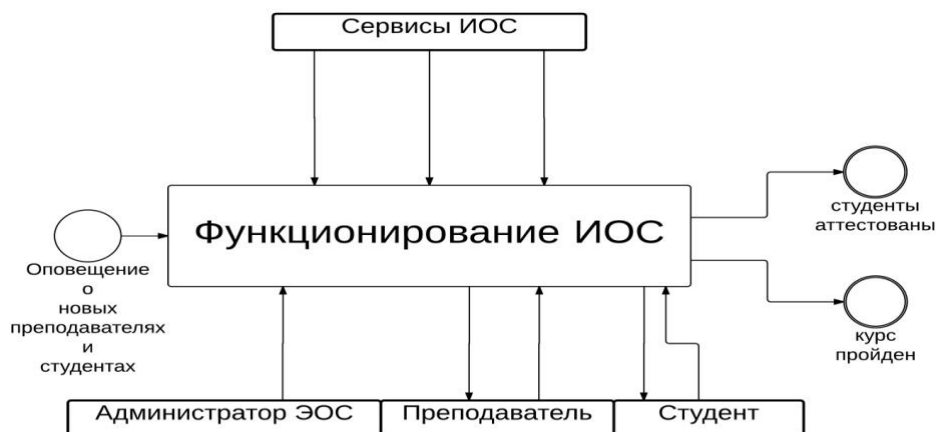 Сервисы ИОС
Функционирование ИОС
студенты
аттестованы
Оповещение
о
новых
преподавателях
и
студентах
курс
пройден
Администратор ЭОС
Преподаватель
Студент